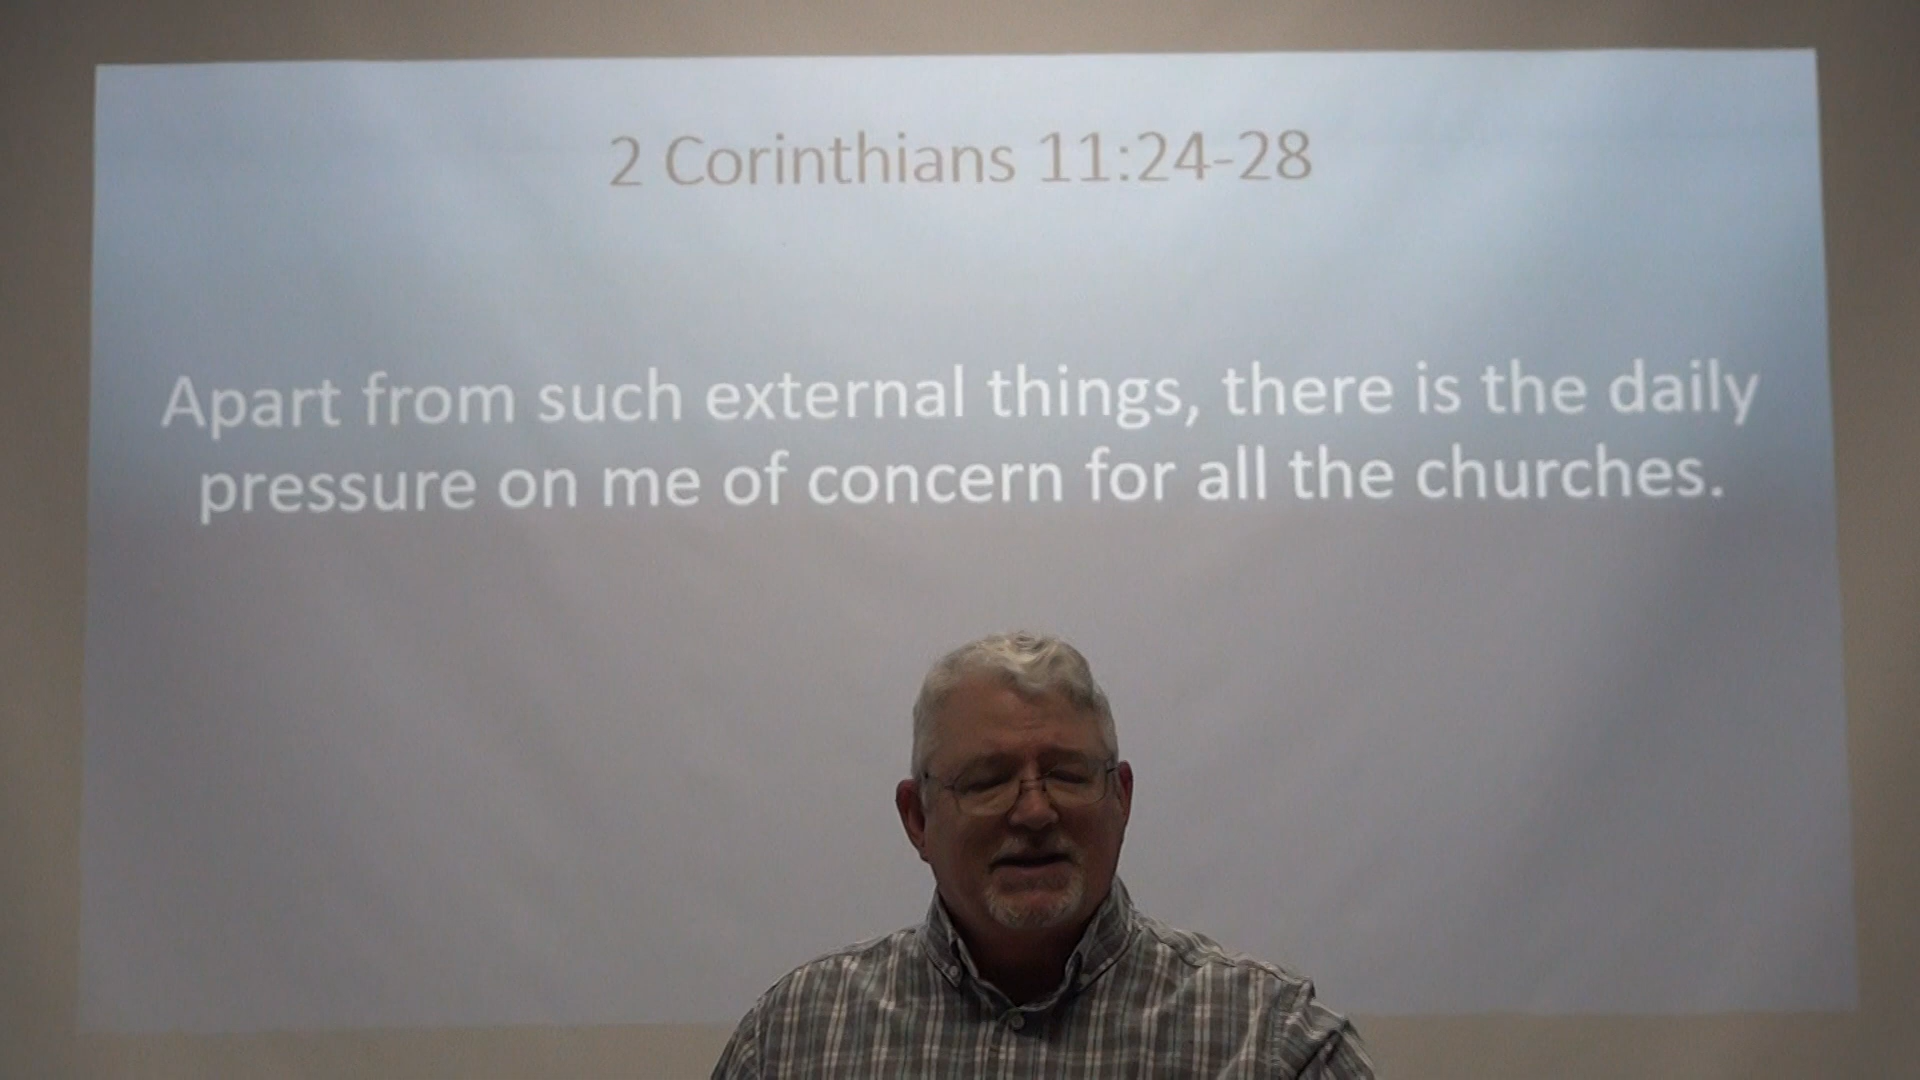 2 Corinthians 11:24-28
Apart from such external things, there is the daily
pressure on me of concern for all the churches.